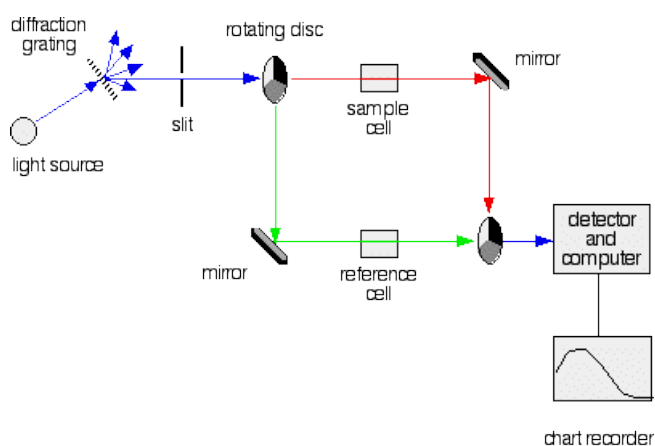 diffraction
grating
rotating disc
mirror
slit
sample
cell
light source
detector
and
computer
mirror
reference
cell
chart recorder